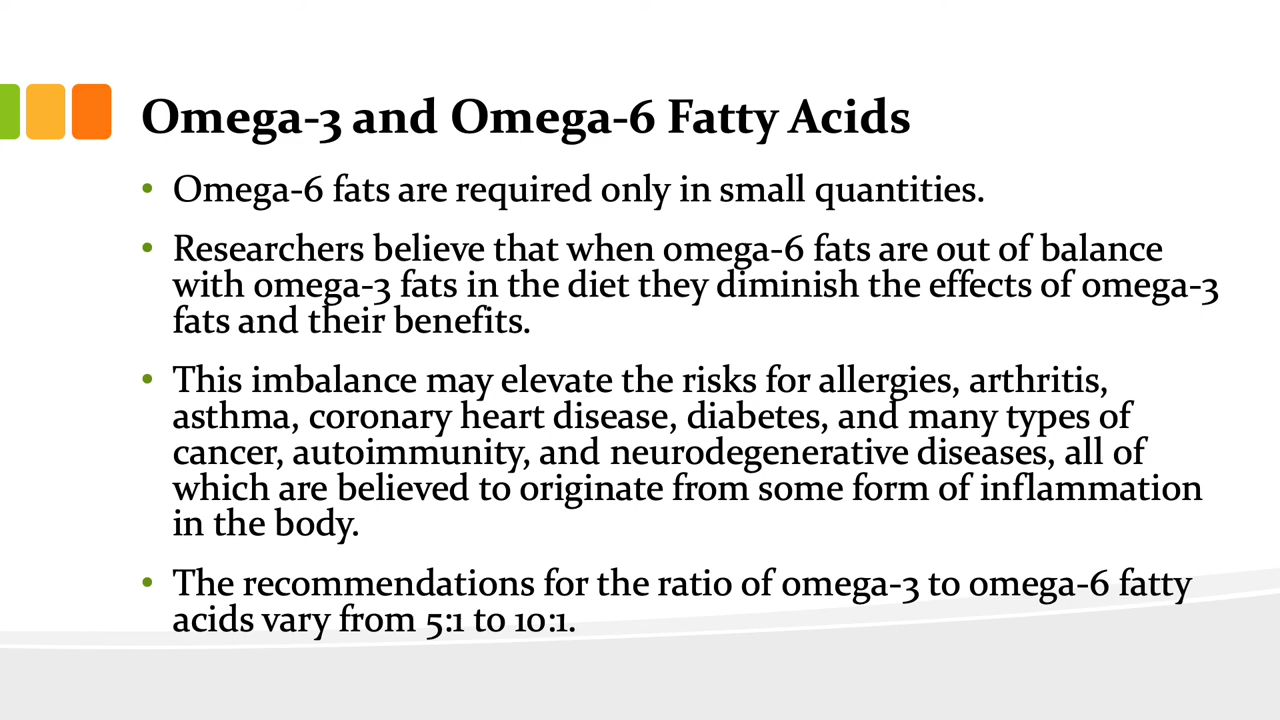 Omega-3 and Omega-6 Fatty Acids
• Omega-6 fats are required only in small quantities.
• Researchers believe that when omega-6 fats are out of balance
with omega-3 fats in the diet they diminish the effects of omega-3
fats and their benefits.
• This imbalance may elevate the risks for allergies, arthritis,
asthma, coronary heart disease, diabetes, and many types of
cancer, autoimmunity, and neurodegenerative diseases, all of
which are believed to originate from some form of inflammation
in the body.
• The recommendations for the ratio of omega-3 to omega-6 fatty
acids vary from 5:1 to 10:1.